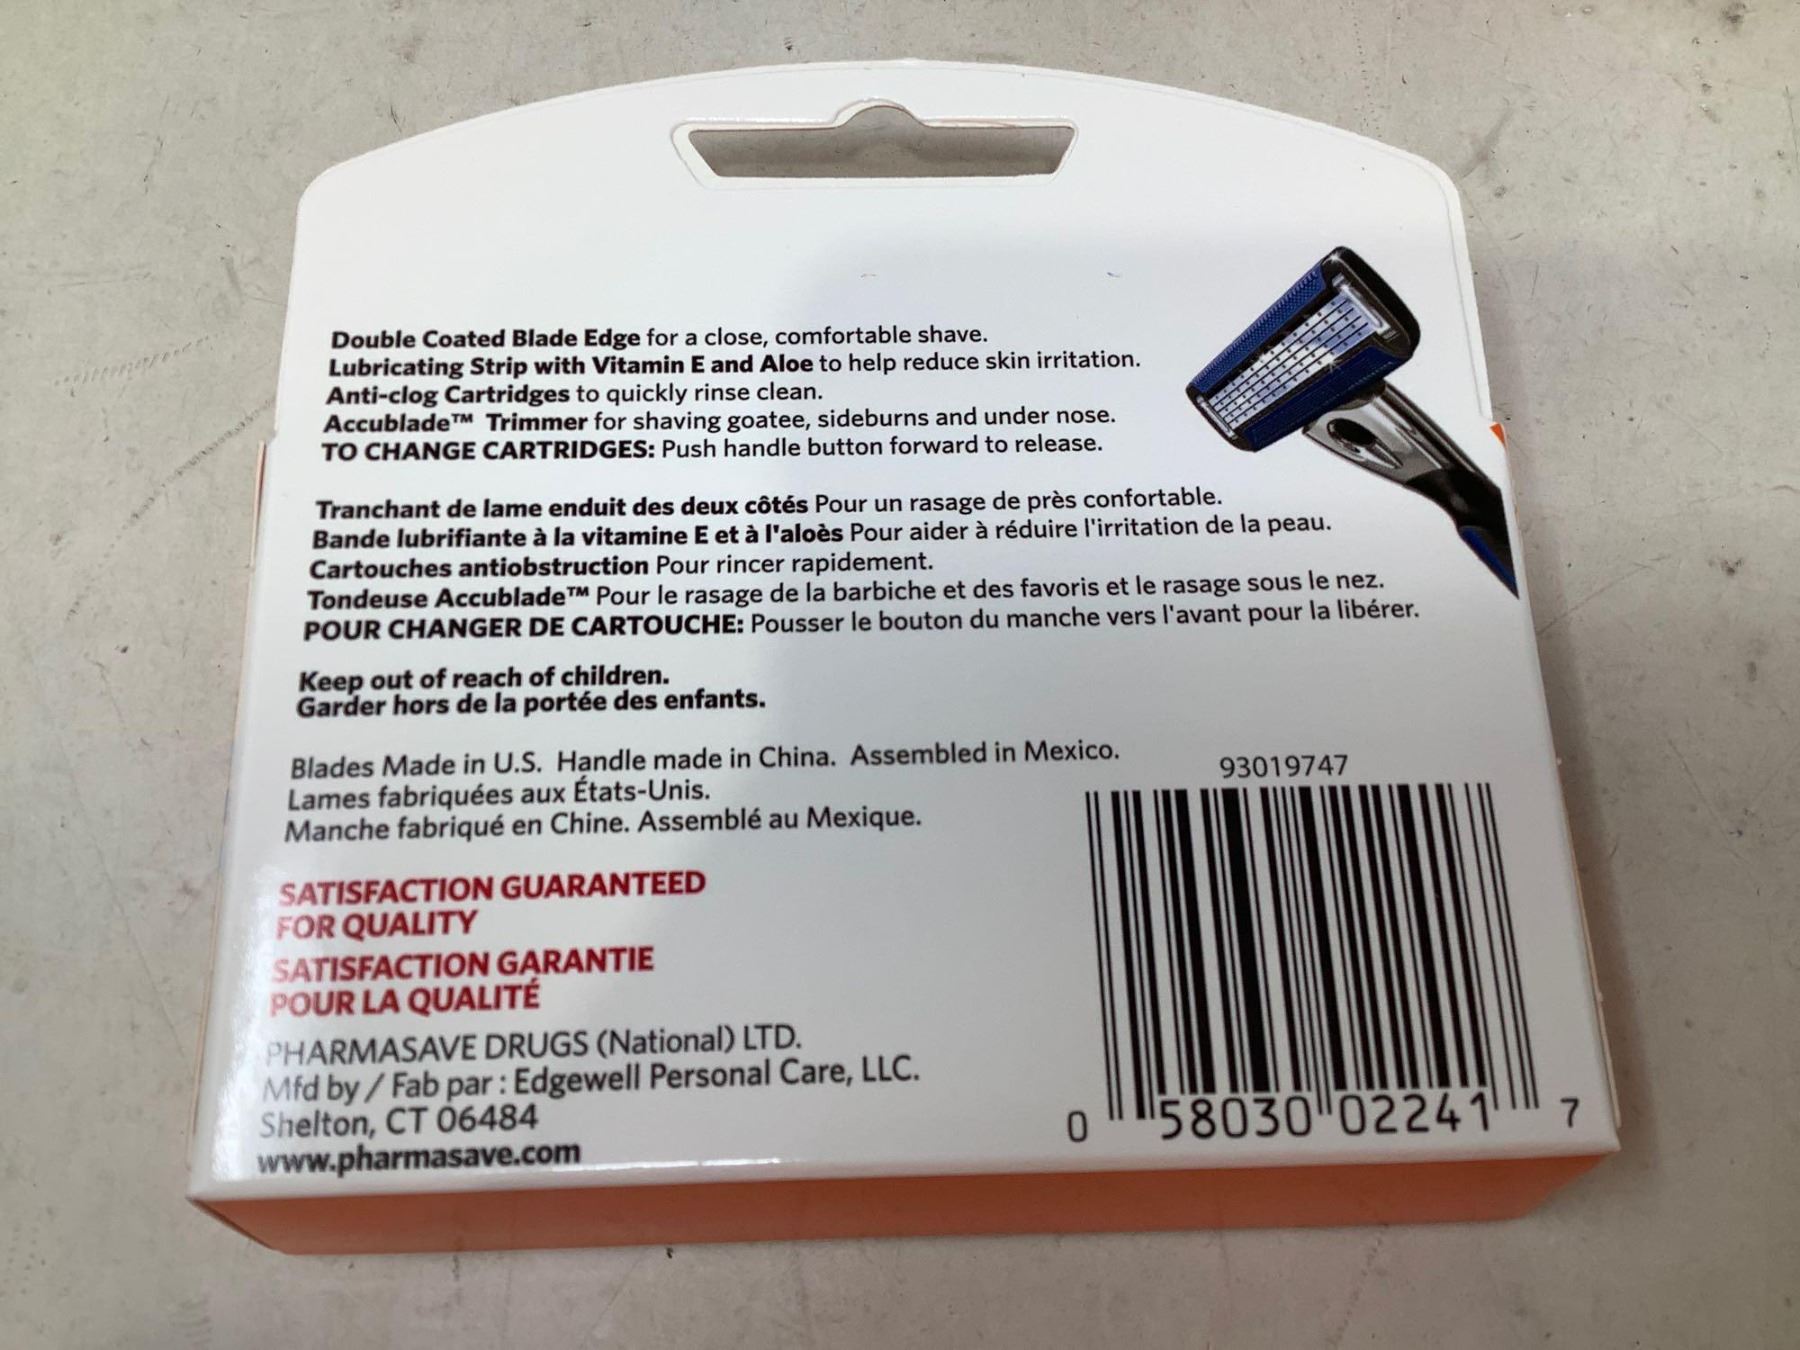 Double Coated Blade Edge for a close, comfortable shave.
Lubricating Strip with Vitamin E and Aloe to help reduce skin irritation.
Anti-clog Cartridges to quickly rinse clean.
Accublade™ Trimmer for shaving goatee, sideburns and under nose.
TO CHANGE CARTRIDGES: Push handle button forward to release.
Tranchant de lame enduit des deux côtés Pour un rasage de près confortable.
Bande lubrifiante à la vitamine E et à l'aloès Pour aider à réduire l'irritation de la peau.
Cartouches antiobstruction Pour rincer rapidement.
Tondeuse Accublade™ Pour le rasage de la barbiche et des favoris et le rasage sous le nez.
POUR CHANGER DE CARTOUCHE: Pousser le bouton du manche vers l'avant pour la libérer.
Keep out of reach of children.
Garder hors de la portée des enfants.
Blades Made in U.S. Handle made in China. Assembled in Mexico.
Lames fabriquées aux États-Unis.
Manche fabriqué en Chine. Assemblé au Mexique.
93019747
SATISFACTION GUARANTEED
FOR QUALITY
SATISFACTION GARANTIE
POUR LA QUALITÉ
PHARMASAVE DRUGS (National) LTD.
Mfd by / Fab par : Edgewell Personal Care, LLC.
Shelton, CT 06484
www.pharmasave.com
0 58030 02241 7